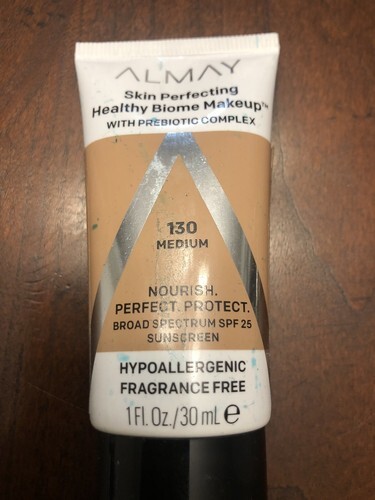 ALMAY
Skin Perfecting
Healthy Biome Makeup™
WITH PREBIOTIC COMPLEX
130
MEDIUM
NOURISH.
PERFECT. PROTECT.
BROAD SPECTRUM SPF 25
SUNSCREEN
HYPOALLERGENIC
FRAGRANCE FREE
1 Fl. Oz./30 mL ℮